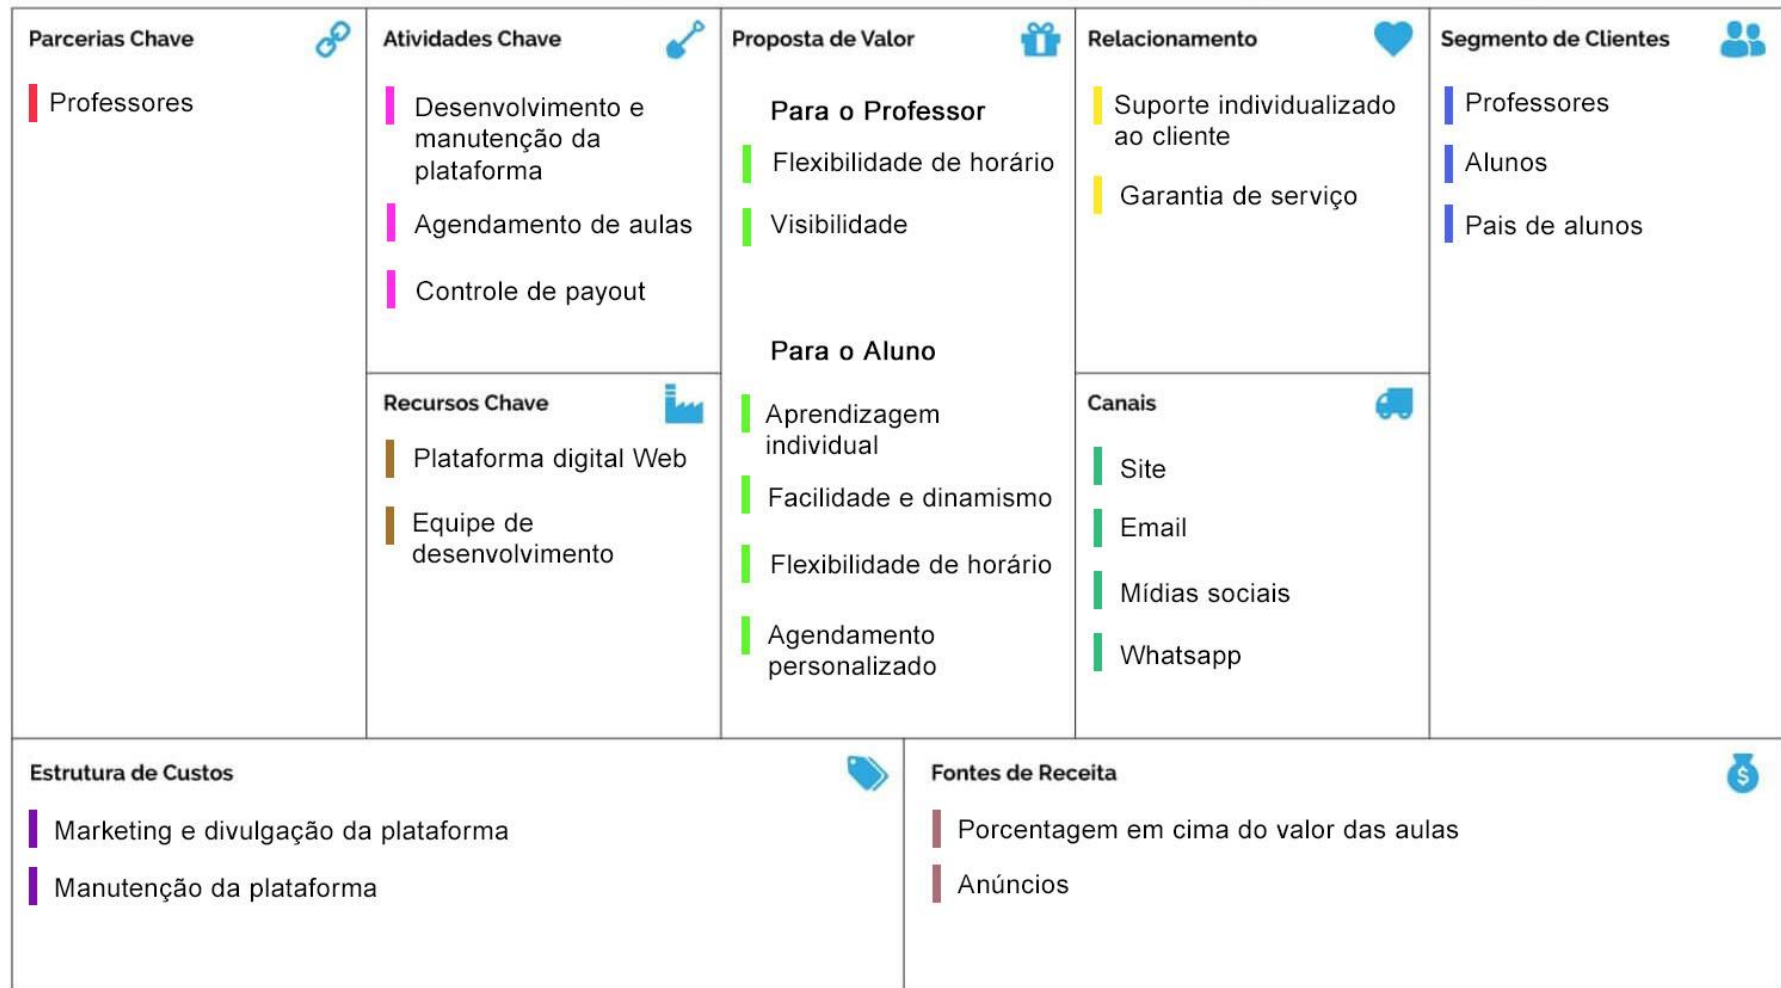 Parcerias Chave
Professores
Atividades Chave
Desenvolvimento e
manutenção da
plataforma
Agendamento de aulas
Controle de payout
Recursos Chave
Plataforma digital Web
Equipe de
desenvolvimento
Proposta de Valor
Para o Professor
Flexibilidade de horário
Visibilidade
Para o Aluno
Aprendizagem
individual
Facilidade e dinamismo
Flexibilidade de horário
Agendamento
personalizado
Relacionamento
Suporte individualizado
ao cliente
Garantia de serviço
Canais
Site
Email
Mídias sociais
Whatsapp
Segmento de Clientes
Professores
Alunos
Pais de alunos
Estrutura de Custos
Marketing e divulgação da plataforma
Manutenção da plataforma
Fontes de Receita
$
Porcentagem em cima do valor das aulas
Anúncios